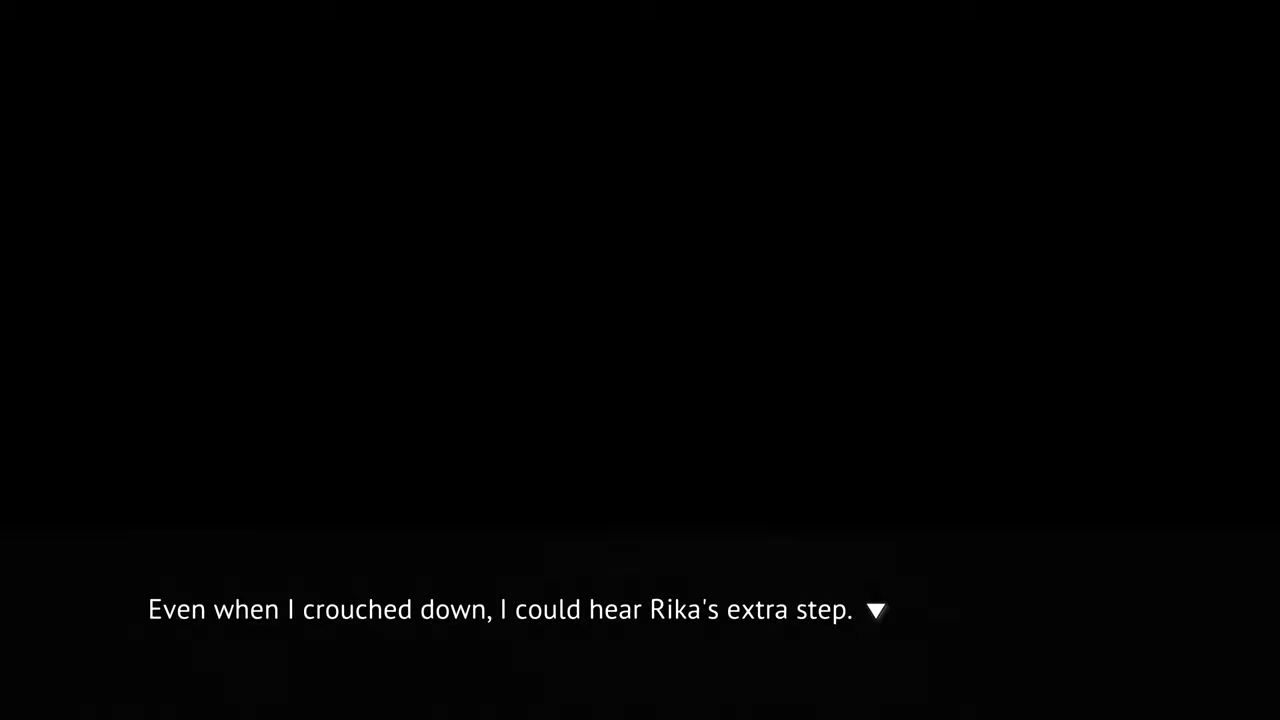 Even when I crouched down, I could hear Rika's extra step.